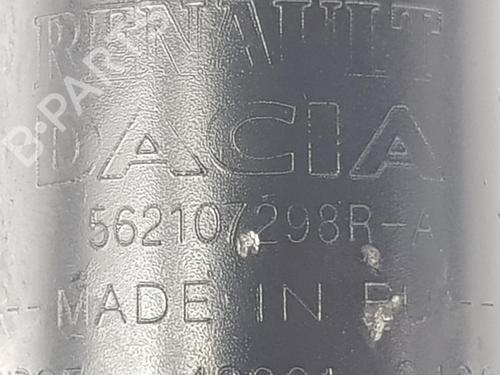 RENAULT
DACIA
562107298R-A
--MADE IN EU--
B-PARTS